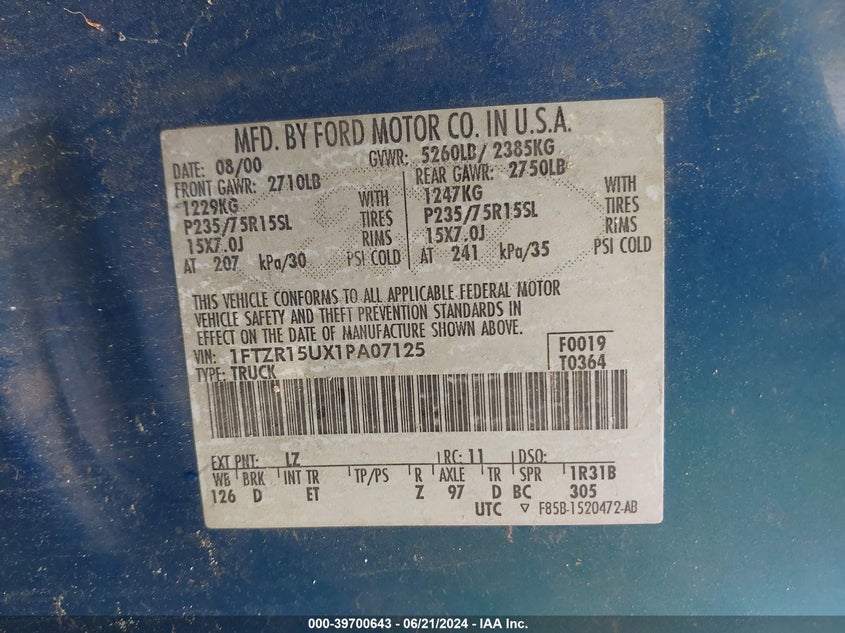 MFD. BY FORD MOTOR CO. IN U.S.A.
DATE: 08/00 GVWR: 5260LB/ 2385KG
FRONT GAWR: 2710LB REAR GAWR: 2750LB
1229KG WITH 1247KG WITH
P235/75R15SL TIRES P235/75R15SL TIRES
15X7.0J RIMS 15X7.0J RIMS
AT 207 kPa/30 PSI COLD AT 241 kPa/35 PSI COLD
THIS VEHICLE CONFORMS TO ALL APPLICABLE FEDERAL MOTOR
VEHICLE SAFETY AND THEFT PREVENTION STANDARDS IN
EFFECT ON THE DATE OF MANUFACTURE SHOWN ABOVE.
VIN: 1FTZR15UX1PA07125 F0019
TYPE: TRUCK T0364
EXT PNT: LZ RC: 11 DSO:
WB BRK INT TR TP/PS R AXLE TR SPR 1R31B
126 D ET Z 97 D BC 305
UTC ▽ F85B-1520472-AB
000-39700643 - 06/21/2024 - IAA Inc.